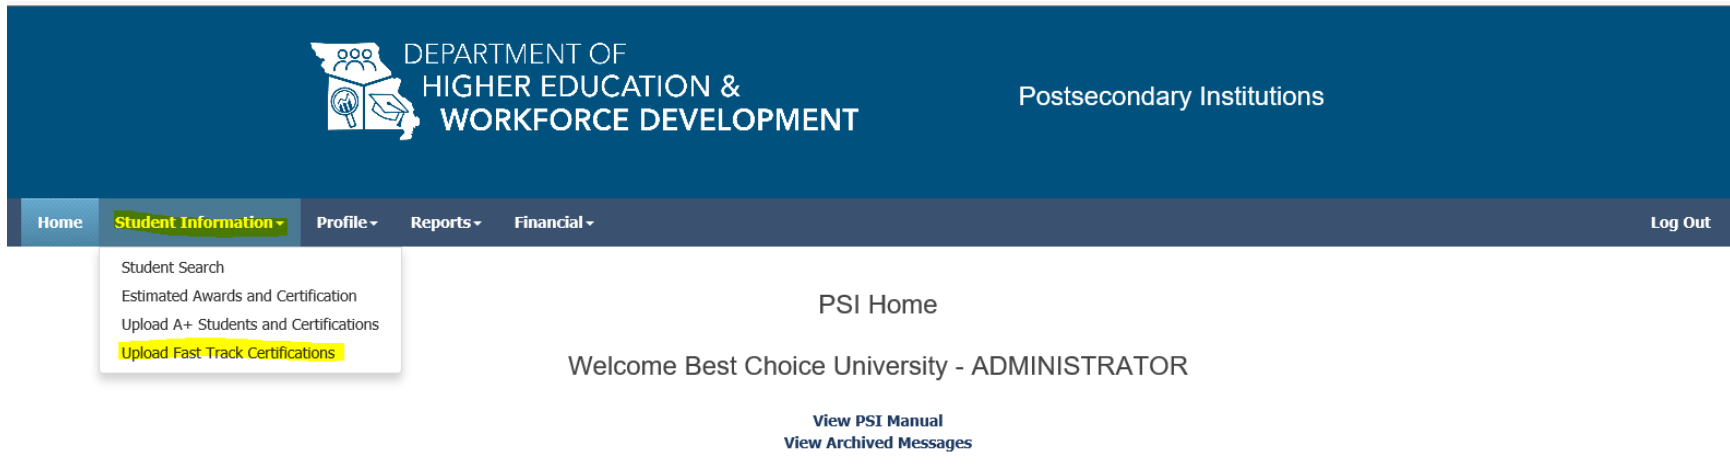 DEPARTMENT OF
HIGHER EDUCATION &
WORKFORCE DEVELOPMENT
Postsecondary Institutions
Home Student Information Profile Reports Financial Log Out
Student Search
Estimated Awards and Certification
Upload A+ Students and Certifications
Upload Fast Track Certifications
PSI Home
Welcome Best Choice University - ADMINISTRATOR
View PSI Manual
View Archived Messages